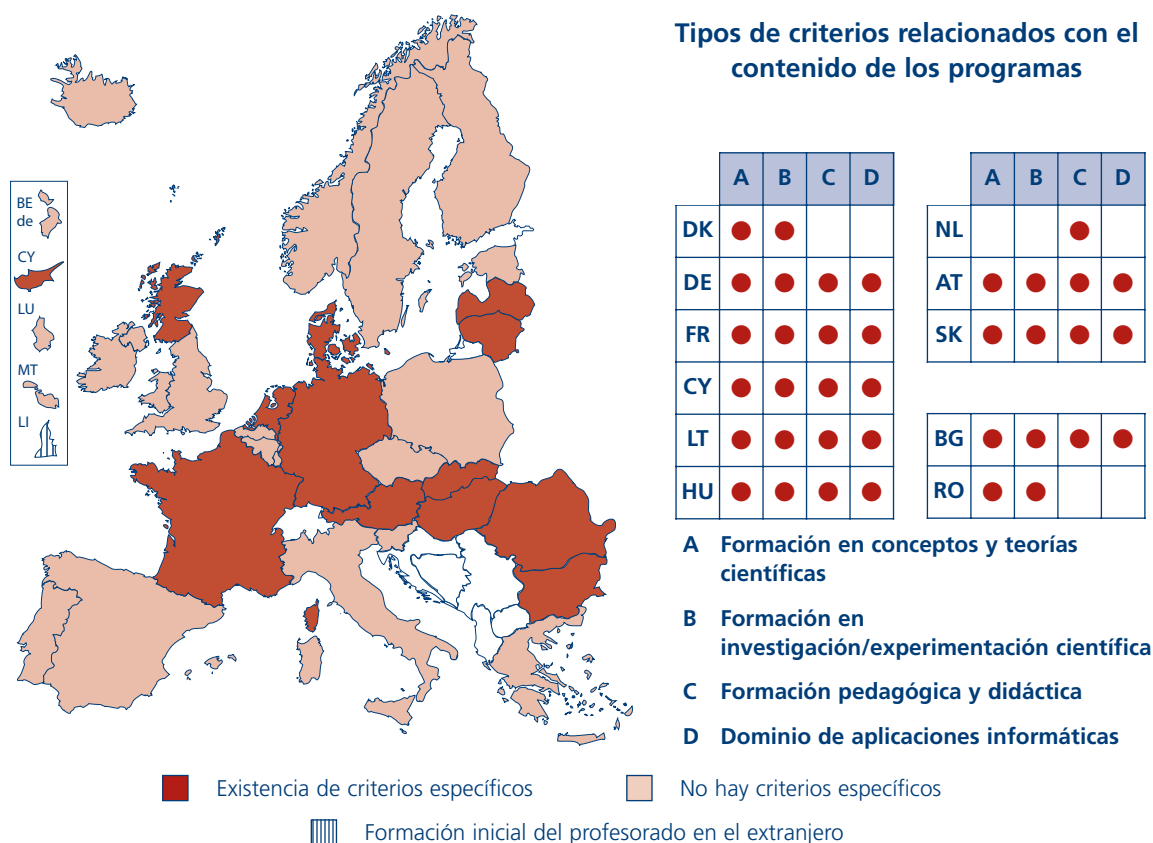 Tipos de criterios relacionados con el
contenido de los programas
BE
de
CY
LU
MT
LI
A B C D
DK
DE
FR
CY
LT
HU
A B C D
NL
AT
SK
BG
RO
A Formación en conceptos y teorías
científicas
B Formación en
investigación/experimentación científica
C Formación pedagógica y didáctica
D Dominio de aplicaciones informáticas
Existencia de criterios específicos
No hay criterios específicos
Formación inicial del profesorado en el extranjero